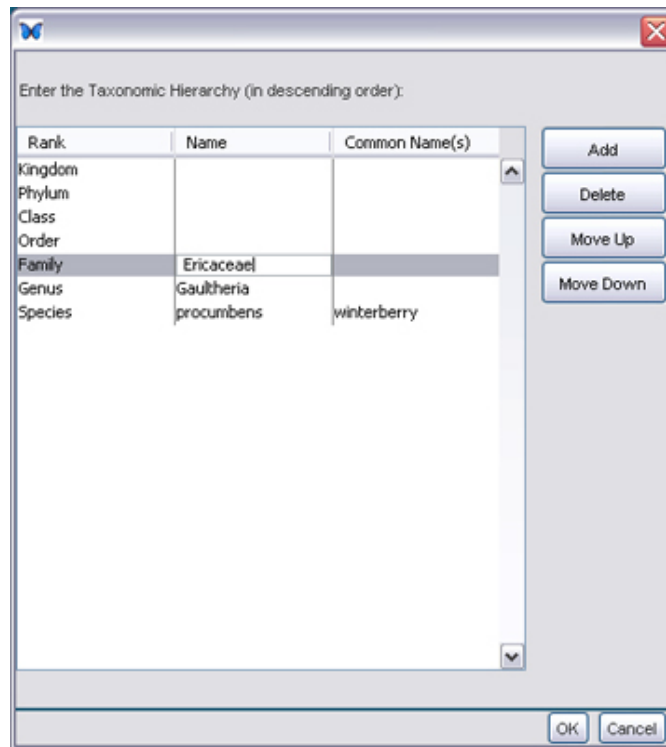 Enter the Taxonomic Hierarchy (in descending order):
Rank Name Common Name(s)
Kingdom
Phylum
Class
Order
Family Ericaceae
Genus Gaultheria
Species procumbens winterberry
Add
Delete
Move Up
Move Down
OK Cancel